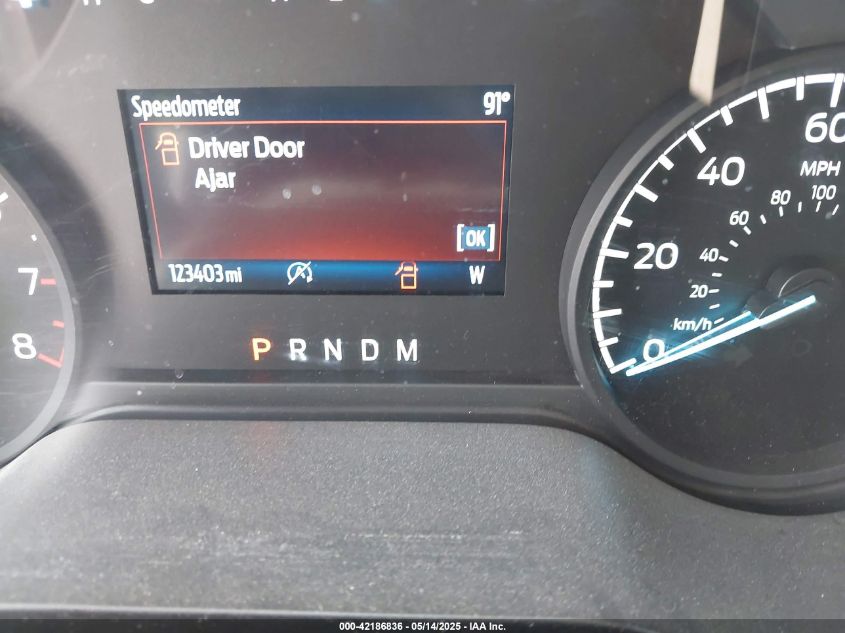 Speedometer 91°
Driver Door
Ajar
[OK]
123403 mi W
P R N D M
7
8
60
MPH
40
100
80
60
20
40
20
km/h
0
000-42186836 - 05/14/2025 - IAA Inc.